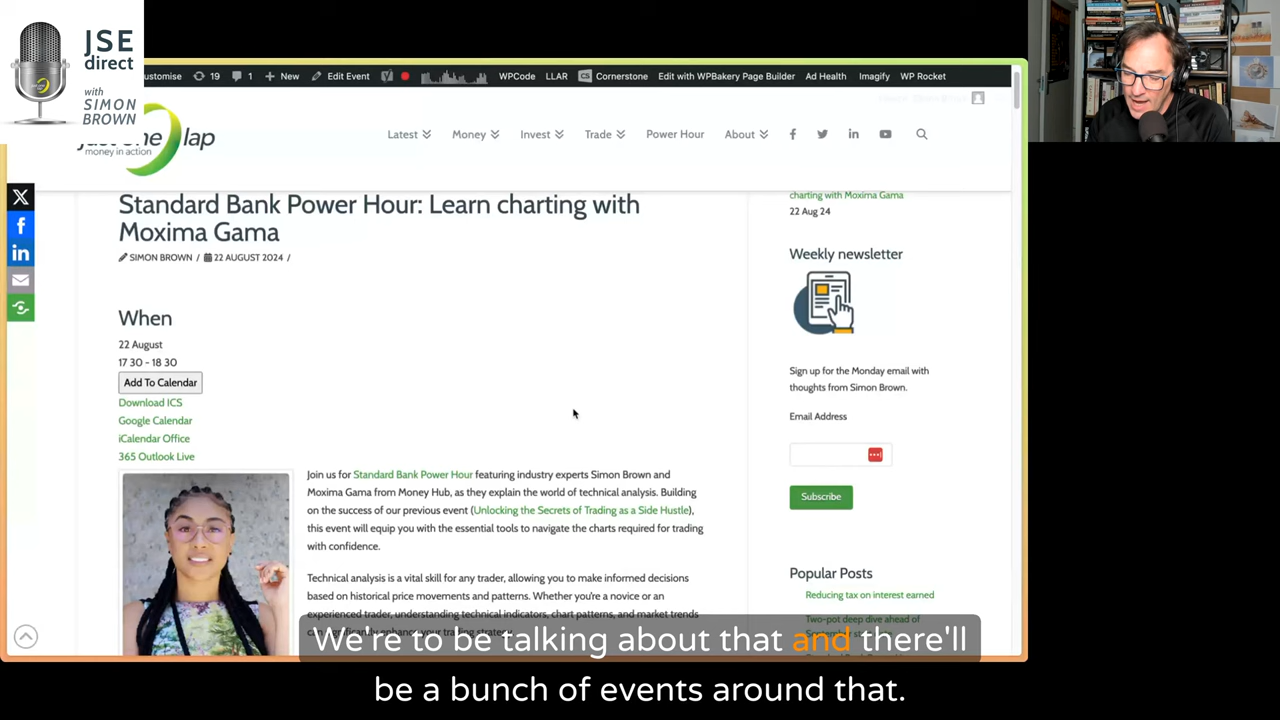 JSE
direct
with
SIMON
BROWN
ustomise 19 1 New Edit Event WPCode LLAR Cornerstone Edit with WPBakery Page Builder Ad Health Imagify WP Rocket
just one lap
money in action
Latest Money Invest Trade Power Hour About
Standard Bank Power Hour: Learn charting with
Moxima Gama
SIMON BROWN / 22 AUGUST 2024 /
When
22 August
17 30 - 18 30
Add To Calendar
Download ICS
Google Calendar
iCalendar Office
365 Outlook Live
Join us for Standard Bank Power Hour featuring industry experts Simon Brown and
Moxima Gama from Money Hub, as they explain the world of technical analysis. Building
on the success of our previous event (Unlocking the Secrets of Trading as a Side Hustle),
this event will equip you with the essential tools to navigate the charts required for trading
with confidence.
Technical analysis is a vital skill for any trader, allowing you to make informed decisions
based on historical price movements and patterns. Whether you're a novice or an
experienced trader, understanding technical indicators, chart patterns, and market trends
can significantly enhance your trading strategy.
charting with Moxima Gama
22 Aug 24
Weekly newsletter
Sign up for the Monday email with
thoughts from Simon Brown.
Email Address
Subscribe
Popular Posts
Reducing tax on interest earned
Two-pot deep dive ahead of
We're to be talking about that and there'll
be a bunch of events around that.